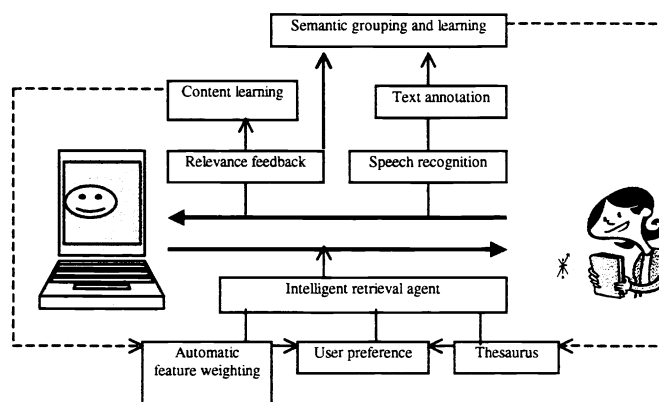 Semantic grouping and learning
Content learning
Text annotation
Relevance feedback
Speech recognition
Intelligent retrieval agent
Automatic
feature weighting
User preference
Thesaurus